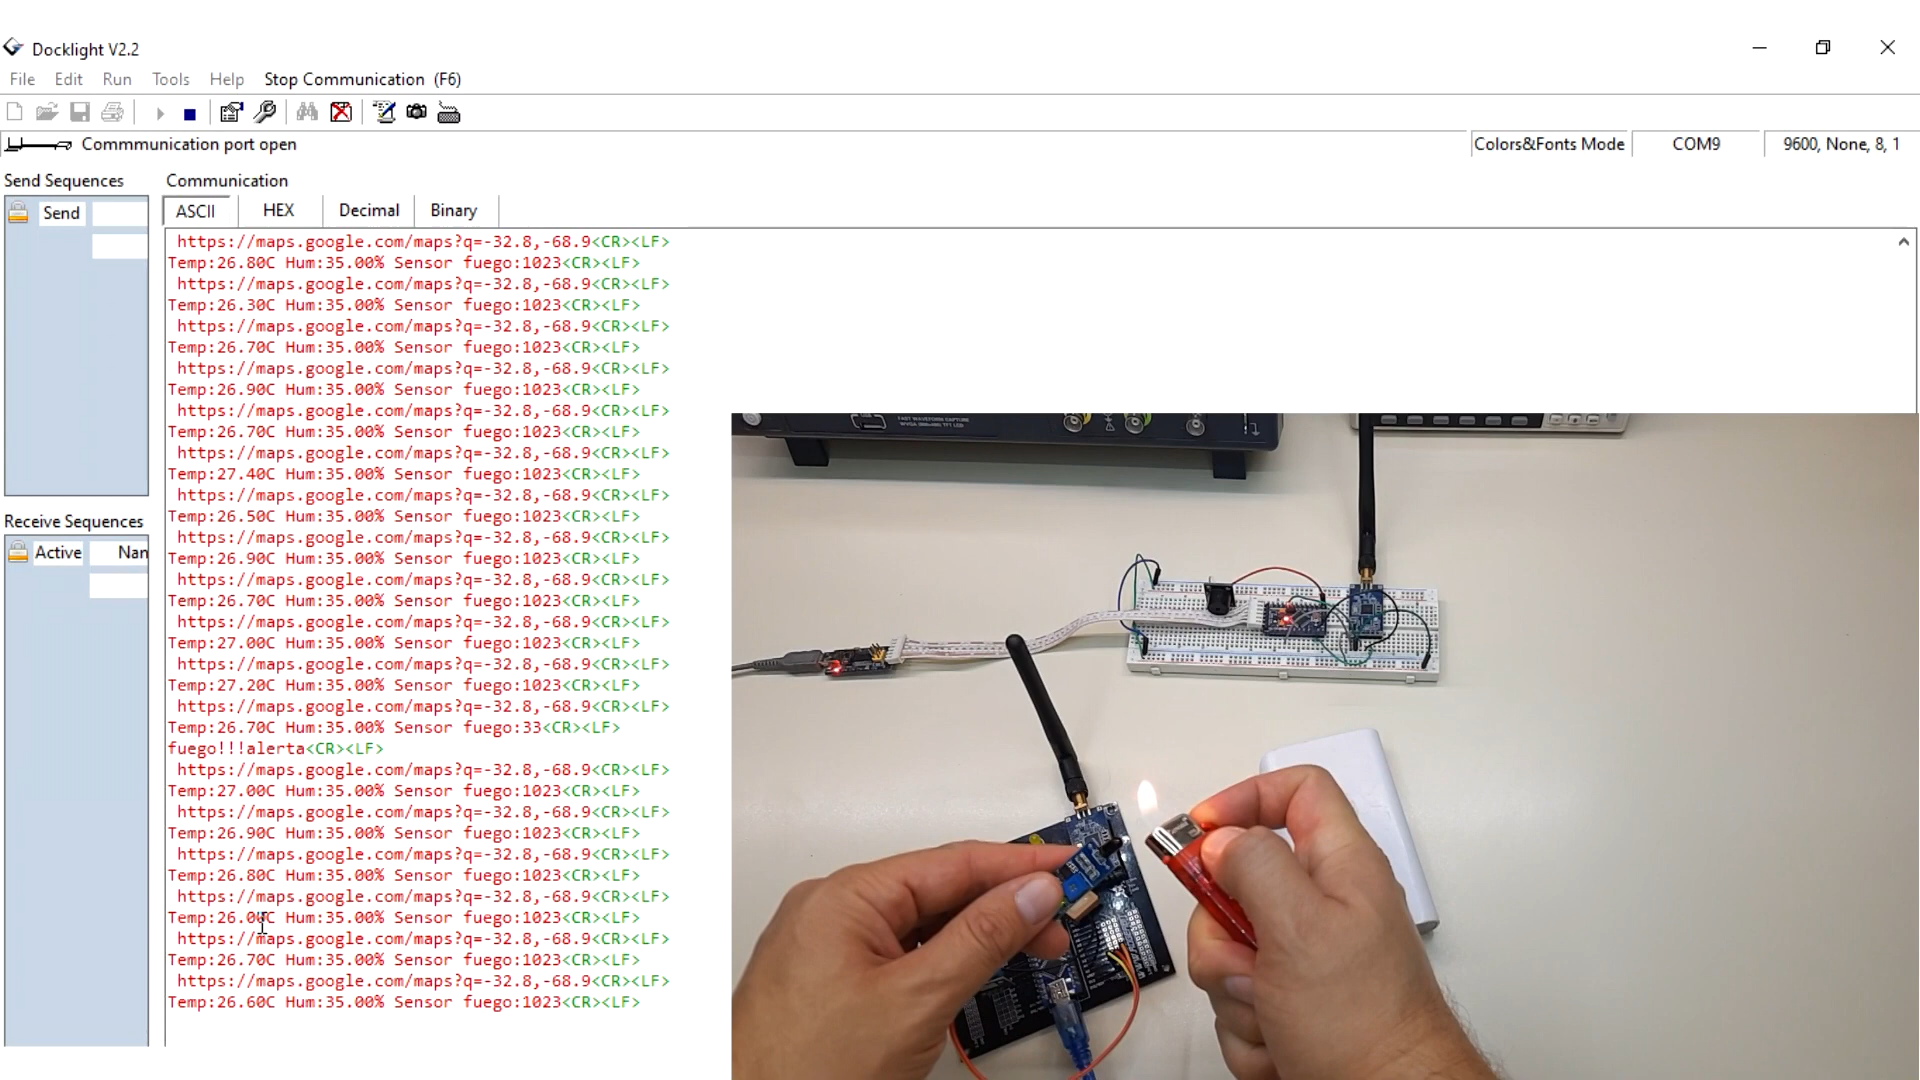 Docklight V2.2
File Edit Run Tools Help Stop Communication (F6)
Commmunication port open
Colors&Fonts Mode
COM9
9600, None, 8, 1
Send Sequences
Communication
Send
ASCII HEX Decimal Binary
https://maps.google.com/maps?q=-32.8,-68.9<CR><LF>
Temp:26.80C Hum:35.00% Sensor fuego:1023<CR><LF>
https://maps.google.com/maps?q=-32.8,-68.9<CR><LF>
Temp:26.30C Hum:35.00% Sensor fuego:1023<CR><LF>
https://maps.google.com/maps?q=-32.8,-68.9<CR><LF>
Temp:26.70C Hum:35.00% Sensor fuego:1023<CR><LF>
https://maps.google.com/maps?q=-32.8,-68.9<CR><LF>
Temp:26.90C Hum:35.00% Sensor fuego:1023<CR><LF>
https://maps.google.com/maps?q=-32.8,-68.9<CR><LF>
Temp:26.70C Hum:35.00% Sensor fuego:1023<CR><LF>
https://maps.google.com/maps?q=-32.8,-68.9<CR><LF>
Temp:27.40C Hum:35.00% Sensor fuego:1023<CR><LF>
https://maps.google.com/maps?q=-32.8,-68.9<CR><LF>
Temp:26.50C Hum:35.00% Sensor fuego:1023<CR><LF>
https://maps.google.com/maps?q=-32.8,-68.9<CR><LF>
Temp:26.90C Hum:35.00% Sensor fuego:1023<CR><LF>
https://maps.google.com/maps?q=-32.8,-68.9<CR><LF>
Temp:26.70C Hum:35.00% Sensor fuego:1023<CR><LF>
https://maps.google.com/maps?q=-32.8,-68.9<CR><LF>
Temp:27.00C Hum:35.00% Sensor fuego:1023<CR><LF>
https://maps.google.com/maps?q=-32.8,-68.9<CR><LF>
Temp:27.20C Hum:35.00% Sensor fuego:1023<CR><LF>
https://maps.google.com/maps?q=-32.8,-68.9<CR><LF>
Temp:26.70C Hum:35.00% Sensor fuego:33<CR><LF>
fuego!!!alerta<CR><LF>
https://maps.google.com/maps?q=-32.8,-68.9<CR><LF>
Temp:27.00C Hum:35.00% Sensor fuego:1023<CR><LF>
https://maps.google.com/maps?q=-32.8,-68.9<CR><LF>
Temp:26.90C Hum:35.00% Sensor fuego:1023<CR><LF>
https://maps.google.com/maps?q=-32.8,-68.9<CR><LF>
Temp:26.80C Hum:35.00% Sensor fuego:1023<CR><LF>
https://maps.google.com/maps?q=-32.8,-68.9<CR><LF>
Temp:26.00C Hum:35.00% Sensor fuego:1023<CR><LF>
https://maps.google.com/maps?q=-32.8,-68.9<CR><LF>
Temp:26.70C Hum:35.00% Sensor fuego:1023<CR><LF>
https://maps.google.com/maps?q=-32.8,-68.9<CR><LF>
Temp:26.60C Hum:35.00% Sensor fuego:1023<CR><LF>
Receive Sequences
Active Nan